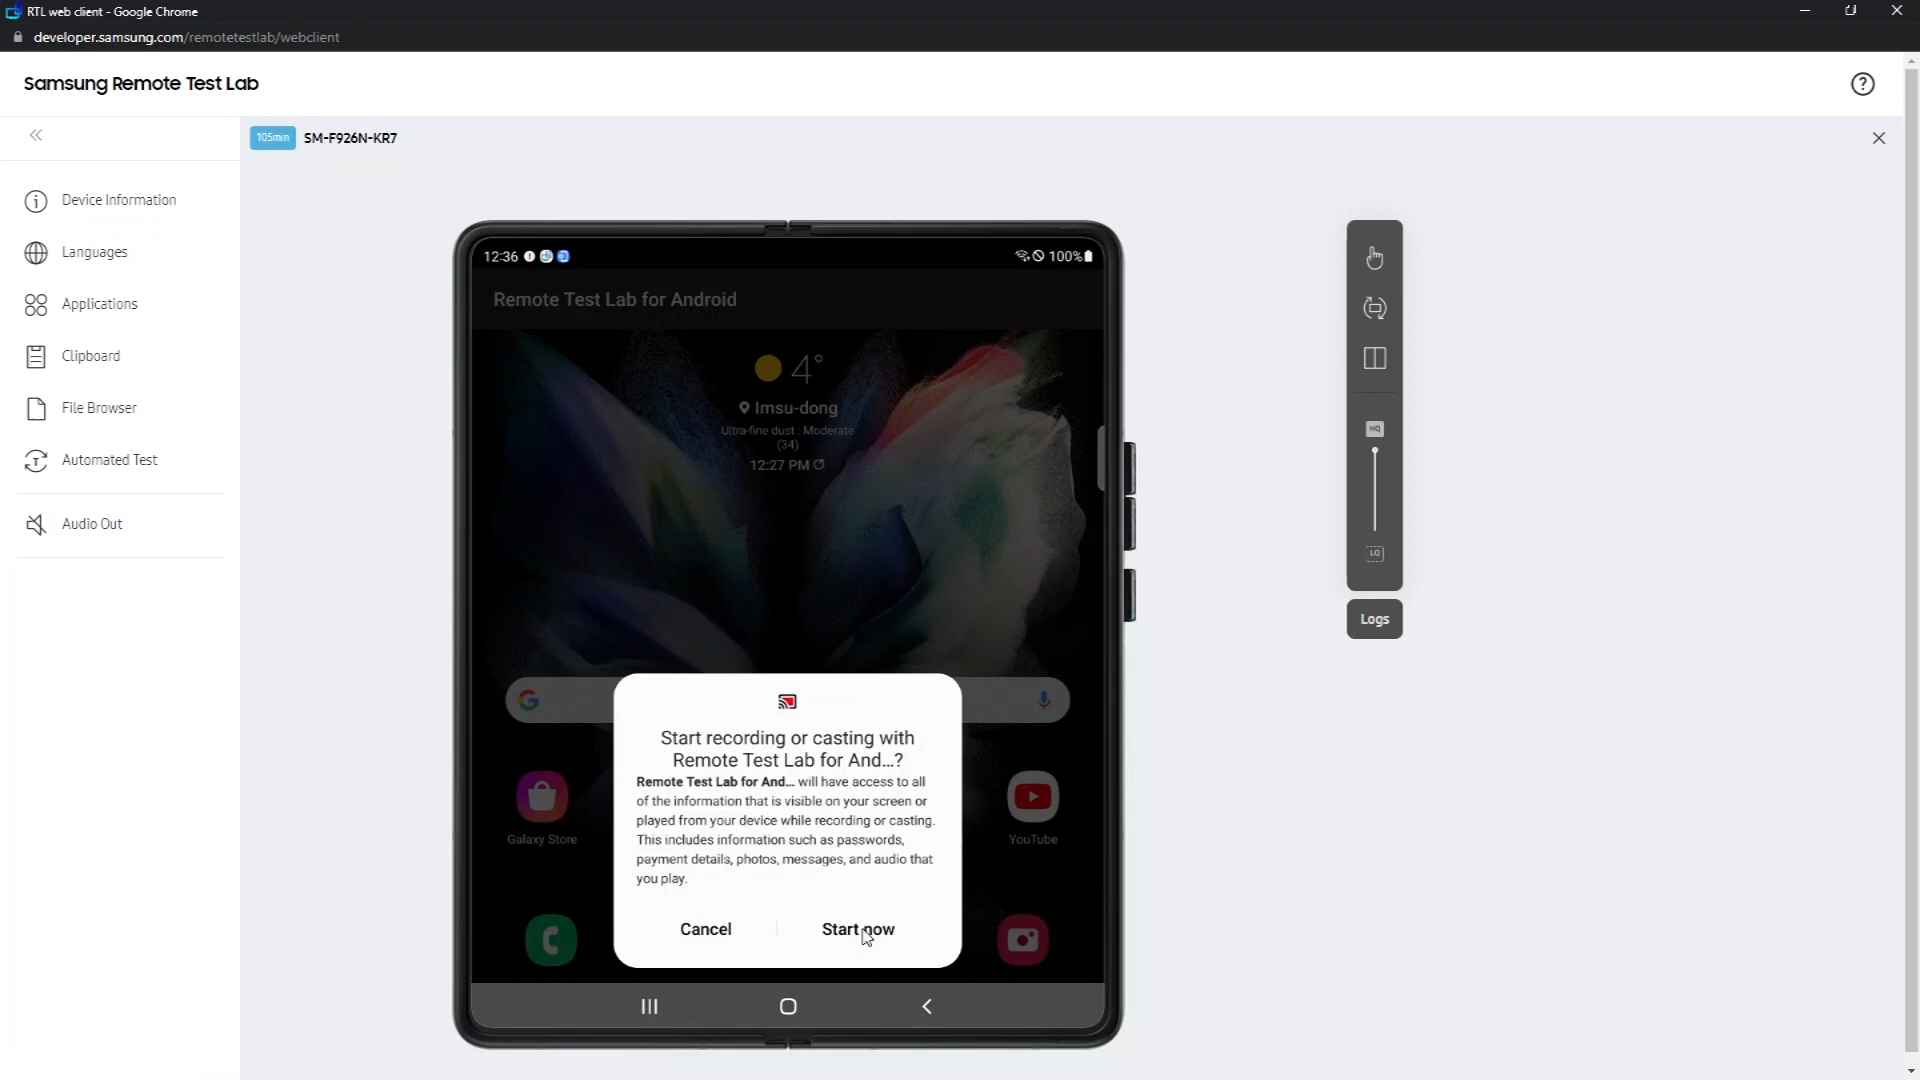 RTL web client - Google Chrome
developer.samsung.com/remotetestlab/webclient
Samsung Remote Test Lab
105min SM-F926N-KR7
Device Information
Languages
Applications
Clipboard
File Browser
Automated Test
Audio Out
12:36 100%
Remote Test Lab for Android
4°
Imsu-dong
Ultra-fine dust : Moderate
(34)
12:27 PM
Start recording or casting with
Remote Test Lab for And...?
Remote Test Lab for And... will have access to all
of the information that is visible on your screen or
played from your device while recording or casting.
This includes information such as passwords,
payment details, photos, messages, and audio that
you play.
Cancel Start now
Galaxy Store
YouTube
HQ
LQ
Logs